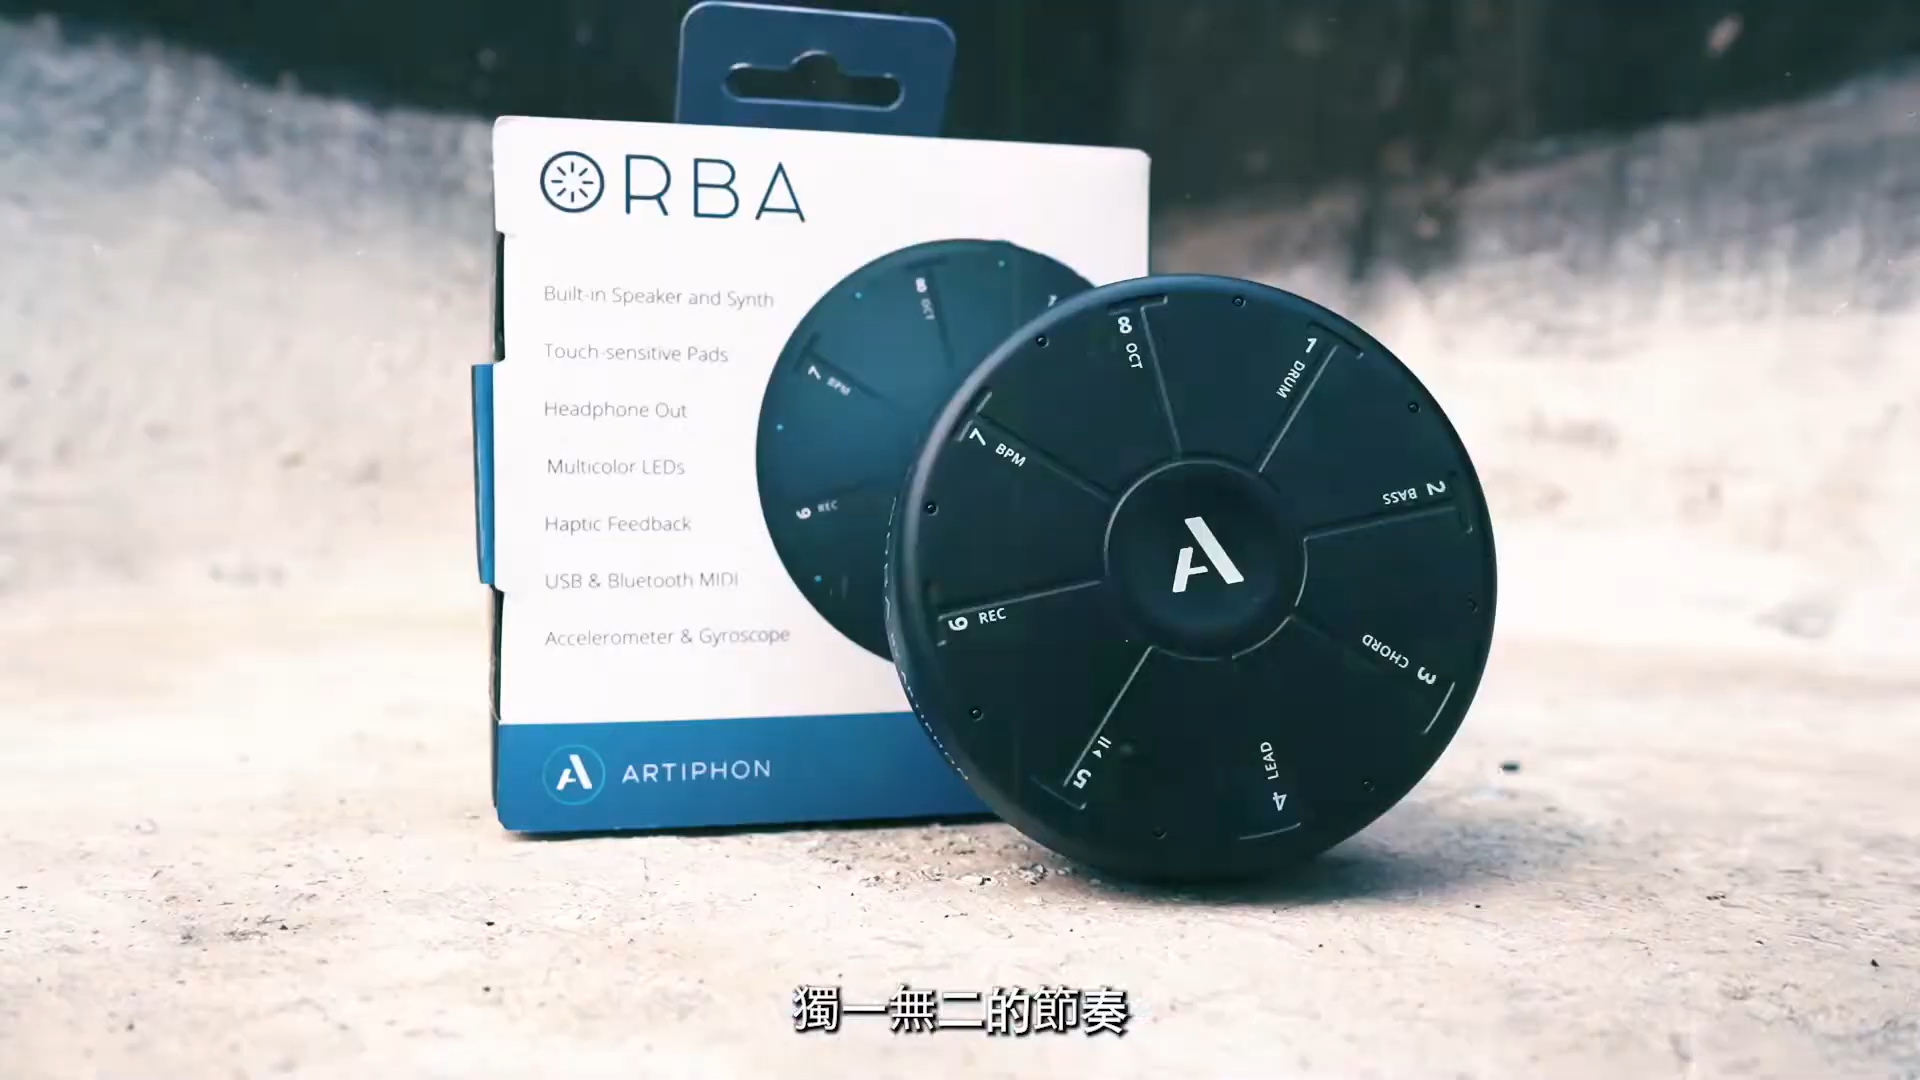 ORBA
Built-in Speaker and Synth
Touch-sensitive Pads
Headphone Out
Multicolor LEDs
Haptic Feedback
USB & Bluetooth MIDI
Accelerometer & Gyroscope
ARTIPHON
8 OCT
7 BPM
6 REC
1
8 OCT
1 DRUM
2 BASS
3 CHORD
4 LEAD
5
6 REC
7 BPM
A
獨一無二的節奏